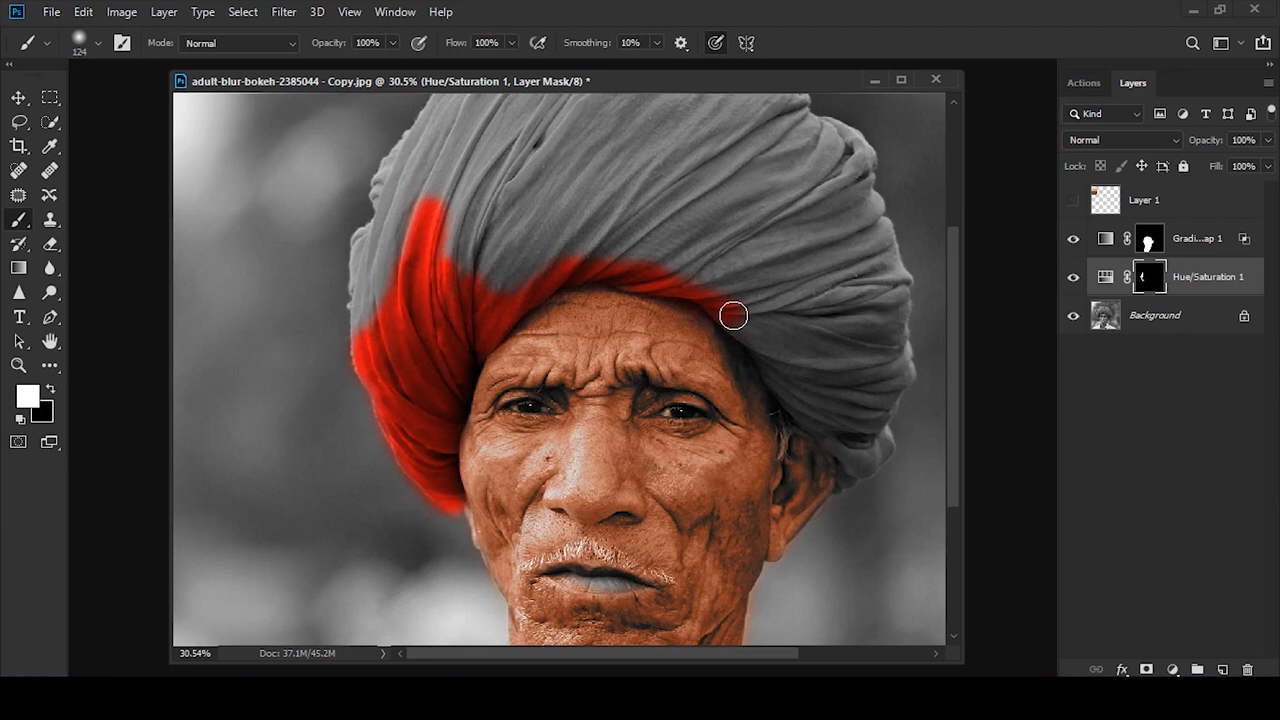 Ps File Edit Image Layer Type Select Filter 3D View Window Help
124 Mode: Normal Opacity: 100% Flow: 100% Smoothing: 10%
Ps adult-blur-bokeh-2385044 - Copy.jpg @ 30.5% (Hue/Saturation 1, Layer Mask/8) *
Actions Layers
Kind
Normal Opacity: 100%
Lock: Fill: 100%
Layer 1
Gradi...ap 1
Hue/Saturation 1
Background
30.54% Doc: 37.1M/45.2M
fx